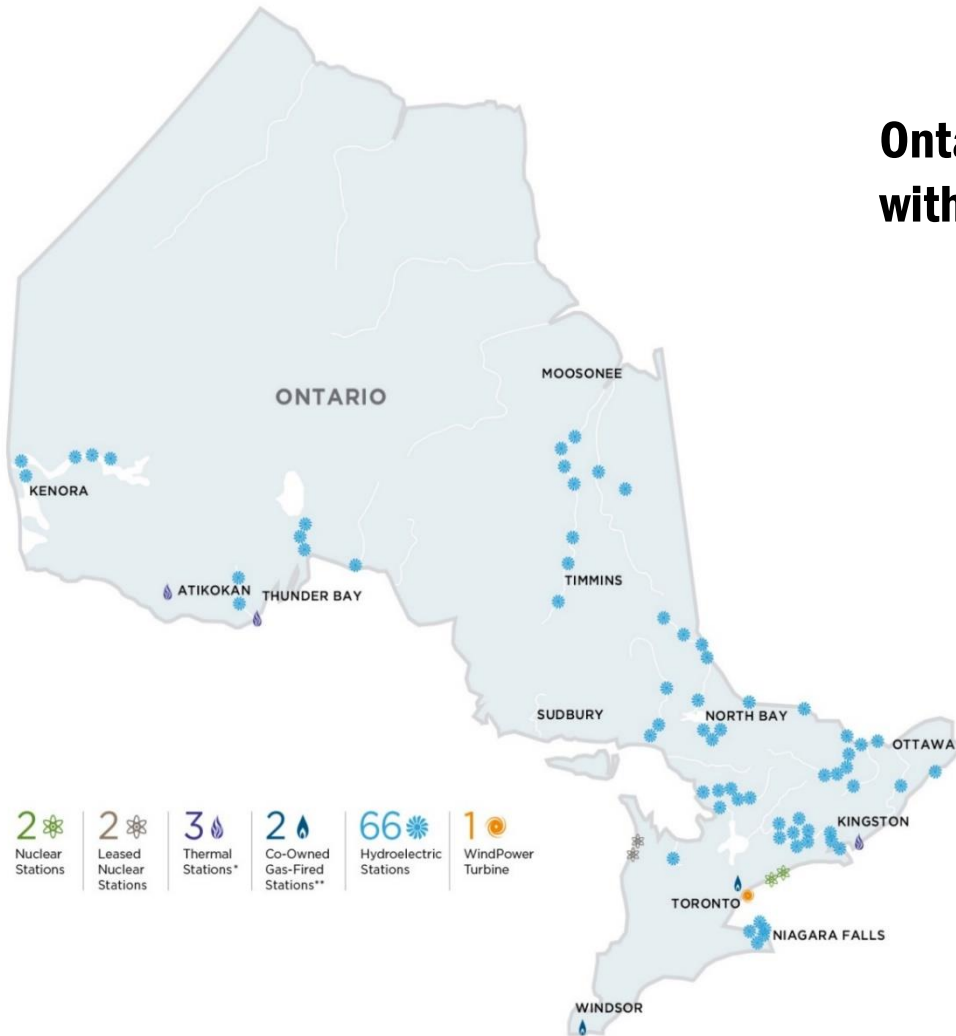 with
MOOSONEE
ONTARIO
KENORA
ATIKOKAN
THUNDER BAY
TIMMINS
SUDBURY
NORTH BAY
OTTAWA
KINGSTON
TORONTO
NIAGARA FALLS
WINDSOR
2
Nuclear
Stations
2
Leased
Nuclear
Stations
3
Thermal
Stations*
2
Co-Owned
Gas-Fired
Stations**
66
Hydroelectric
Stations
1
WindPower
Turbine